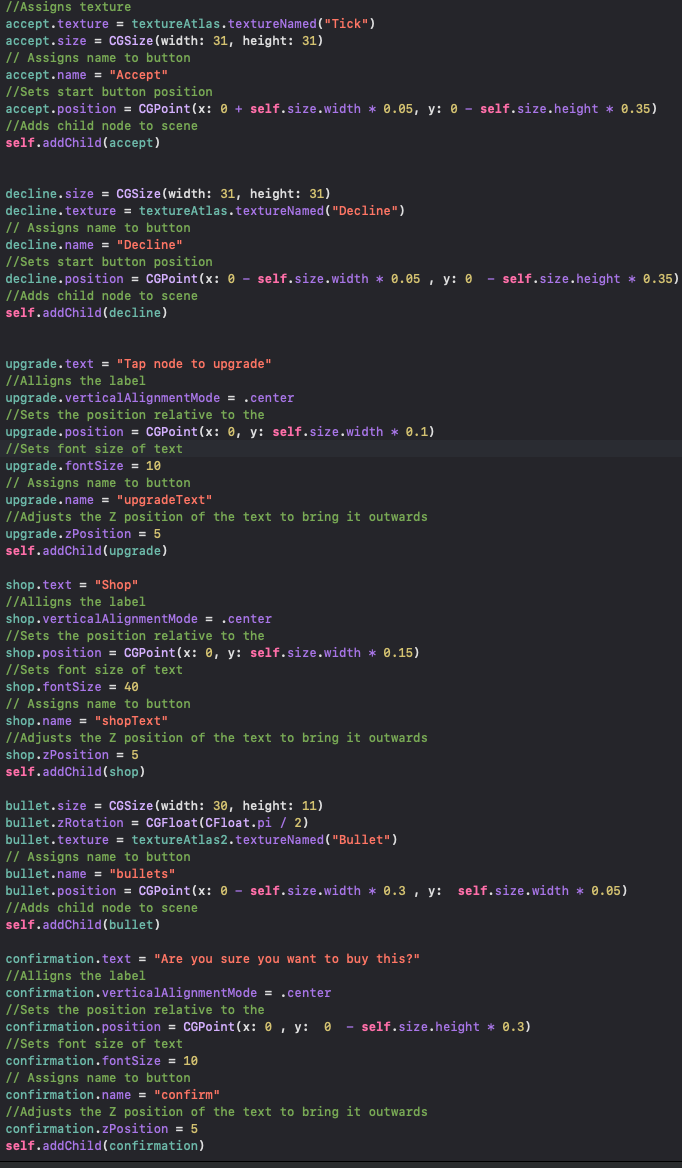 //Assigns texture
accept.texture = textureAtlas.textureNamed("Tick")
accept.size = CGSize(width: 31, height: 31)
// Assigns name to button
accept.name = "Accept"
//Sets start button position
accept.position = CGPoint(x: 0 + self.size.width * 0.05, y: 0 - self.size.height * 0.35)
//Adds child node to scene
self.addChild(accept)
decline.size = CGSize(width: 31, height: 31)
decline.texture = textureAtlas.textureNamed("Decline")
// Assigns name to button
decline.name = "Decline"
//Sets start button position
decline.position = CGPoint(x: 0 - self.size.width * 0.05 , y: 0  - self.size.height * 0.35)
//Adds child node to scene
self.addChild(decline)
upgrade.text = "Tap node to upgrade"
//Alligns the label
upgrade.verticalAlignmentMode = .center
//Sets the position relative to the
upgrade.position = CGPoint(x: 0, y: self.size.width * 0.1)
//Sets font size of text
upgrade.fontSize = 10
// Assigns name to button
upgrade.name = "upgradeText"
//Adjusts the Z position of the text to bring it outwards
upgrade.zPosition = 5
self.addChild(upgrade)
shop.text = "Shop"
//Alligns the label
shop.verticalAlignmentMode = .center
//Sets the position relative to the
shop.position = CGPoint(x: 0, y: self.size.width * 0.15)
//Sets font size of text
shop.fontSize = 40
// Assigns name to button
shop.name = "shopText"
//Adjusts the Z position of the text to bring it outwards
shop.zPosition = 5
self.addChild(shop)
bullet.size = CGSize(width: 30, height: 11)
bullet.zRotation = CGFloat(CFloat.pi / 2)
bullet.texture = textureAtlas2.textureNamed("Bullet")
// Assigns name to button
bullet.name = "bullets"
bullet.position = CGPoint(x: 0 - self.size.width * 0.3 , y:  self.size.width * 0.05)
//Adds child node to scene
self.addChild(bullet)
confirmation.text = "Are you sure you want to buy this?"
//Alligns the label
confirmation.verticalAlignmentMode = .center
//Sets the position relative to the
confirmation.position = CGPoint(x: 0 , y:  0  - self.size.height * 0.3)
//Sets font size of text
confirmation.fontSize = 10
// Assigns name to button
confirmation.name = "confirm"
//Adjusts the Z position of the text to bring it outwards
confirmation.zPosition = 5
self.addChild(confirmation)